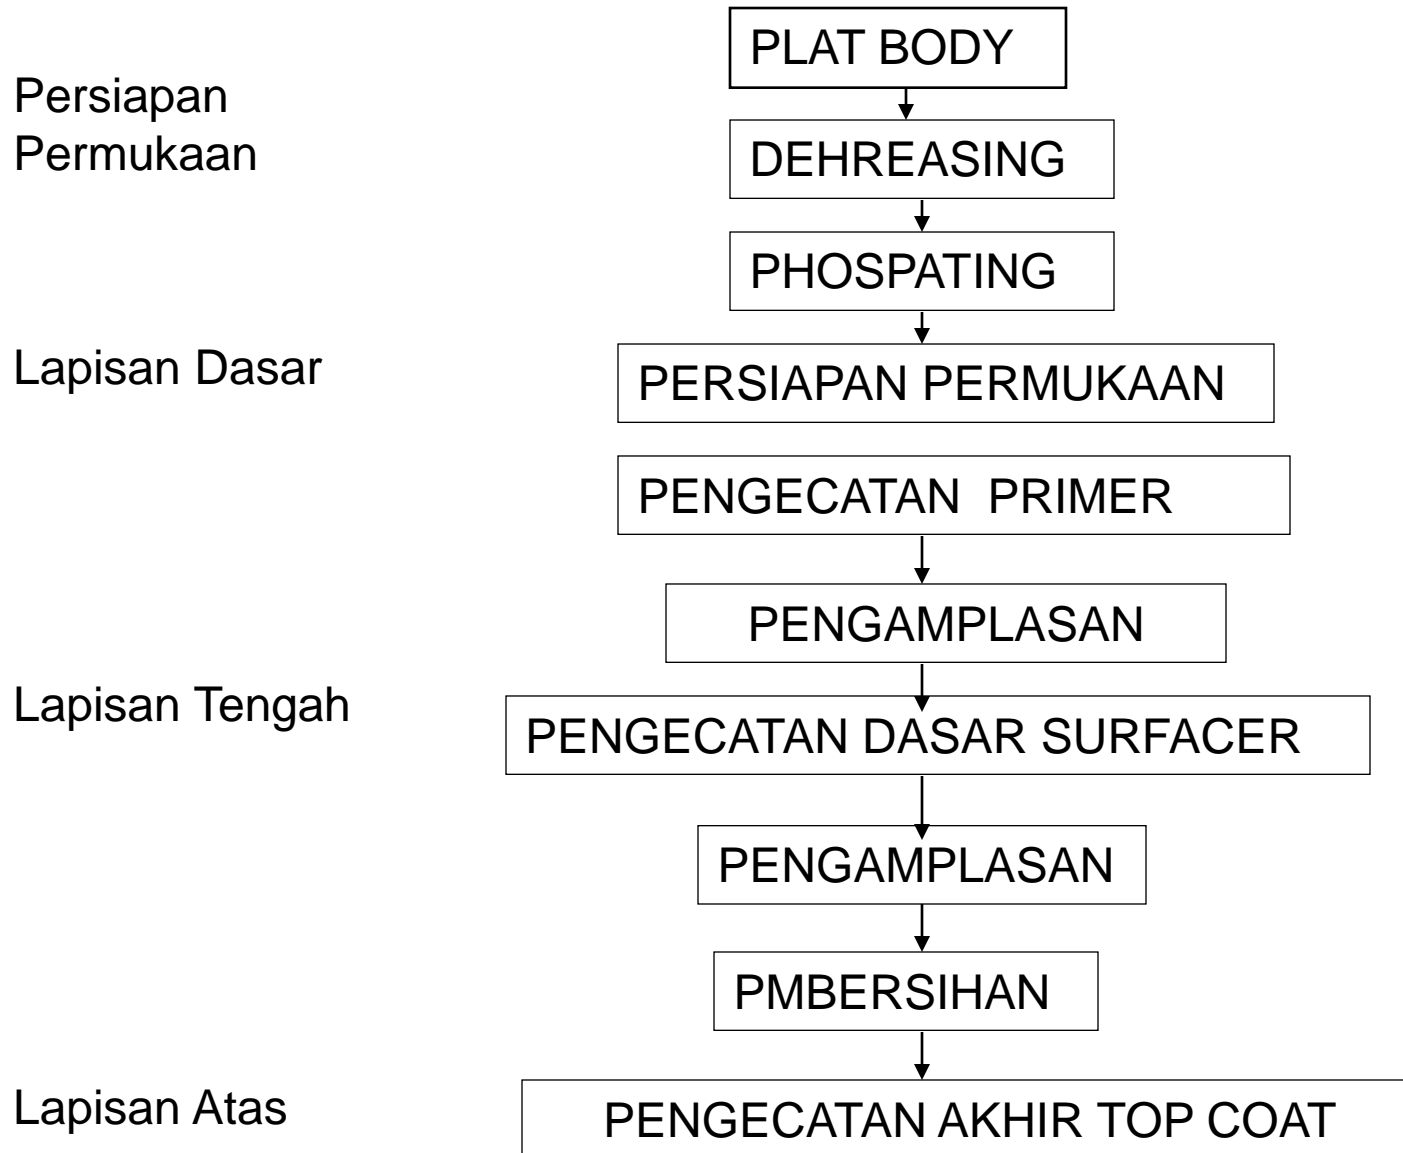 PLAT BODY
Persiapan
Permukaan
DEHREASING
PHOSPATING
Lapisan Dasar
PERSIAPAN PERMUKAAN
PENGECATAN PRIMER
PENGAMPLASAN
Lapisan Tengah
PENGECATAN DASAR SURFACER
PENGAMPLASAN
PMBERSIHAN
Lapisan Atas
PENGECATAN AKHIR TOP COAT